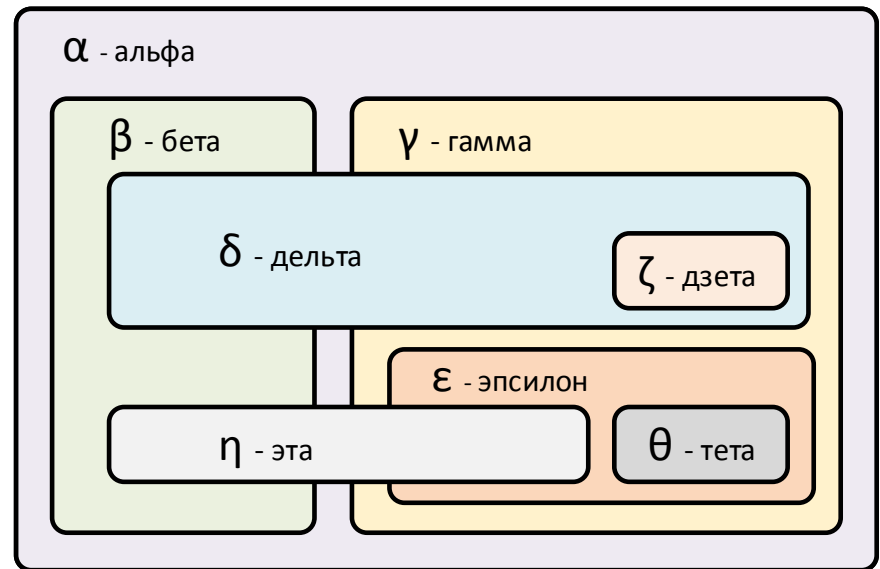 α - альфа
β - бета
γ - гамма
δ - дельта
ζ - дзета
ε - эпсилон
η - эта
θ - тета